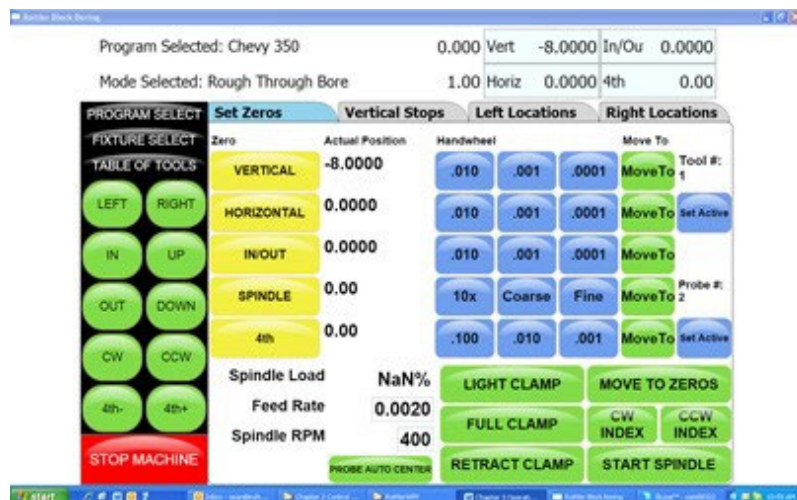 Rottler Block Boring
Program Selected: Chevy 350 0.000 Vert -8.0000 In/Ou 0.0000
Mode Selected: Rough Through Bore 1.00 Horiz 0.0000 4th 0.00
PROGRAM SELECT Set Zeros Vertical Stops Left Locations Right Locations
FIXTURE SELECT Zero Actual Position Handwheel Move To
TABLE OF TOOLS VERTICAL -8.0000 .010 .001 .0001 MoveTo Tool #: 1
LEFT RIGHT HORIZONTAL 0.0000 .010 .001 .0001 MoveTo Set Active
IN UP IN/OUT 0.0000 .010 .001 .0001 MoveTo
OUT DOWN SPINDLE 0.00 10x Coarse Fine MoveTo Probe #: 2
CW CCW 4th 0.00 .100 .010 .001 MoveTo Set Active
Spindle Load NaN% LIGHT CLAMP MOVE TO ZEROS
4th- 4th+ Feed Rate 0.0020 FULL CLAMP CW INDEX CCW INDEX
Spindle RPM 400
STOP MACHINE PROBE AUTO CENTER RETRACT CLAMP START SPINDLE
start